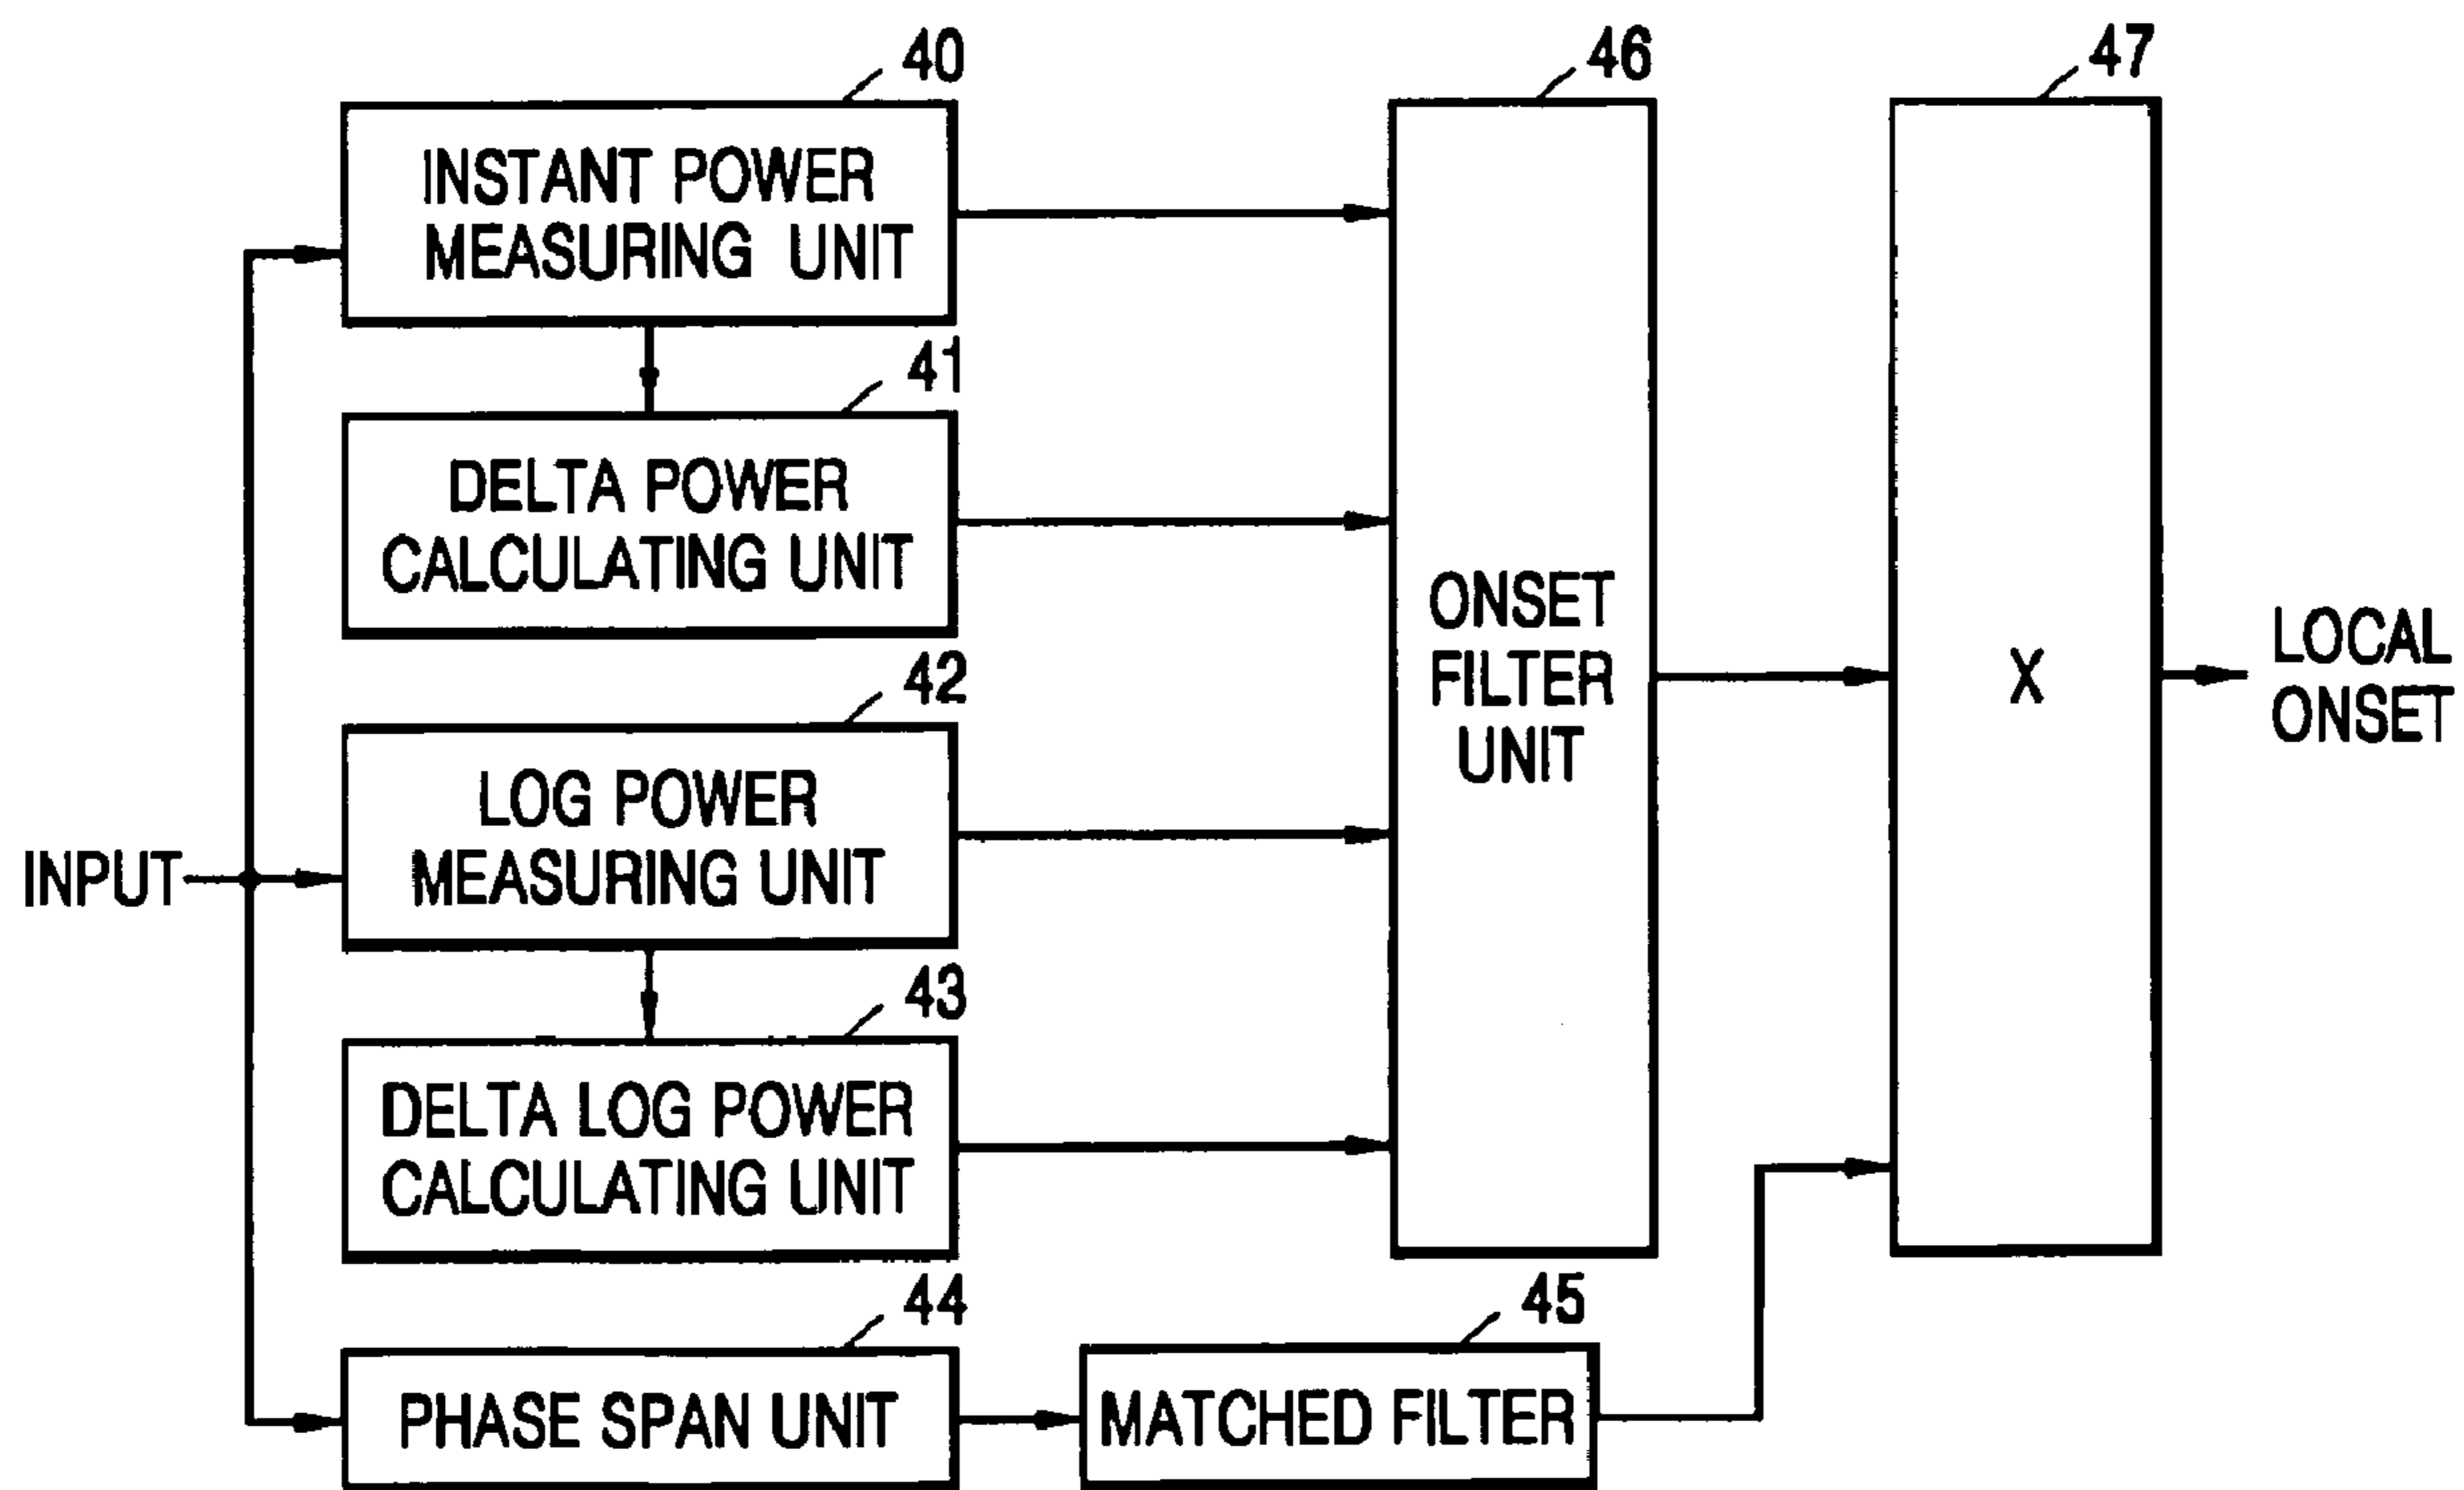 40
INSTANT POWER
MEASURING UNIT
41
DELTA POWER
CALCULATING UNIT
42
LOG POWER
MEASURING UNIT
INPUT
43
DELTA LOG POWER
CALCULATING UNIT
44
PHASE SPAN UNIT
45
MATCHED FILTER
46
ONSET
FILTER
UNIT
47
X
LOCAL
ONSET